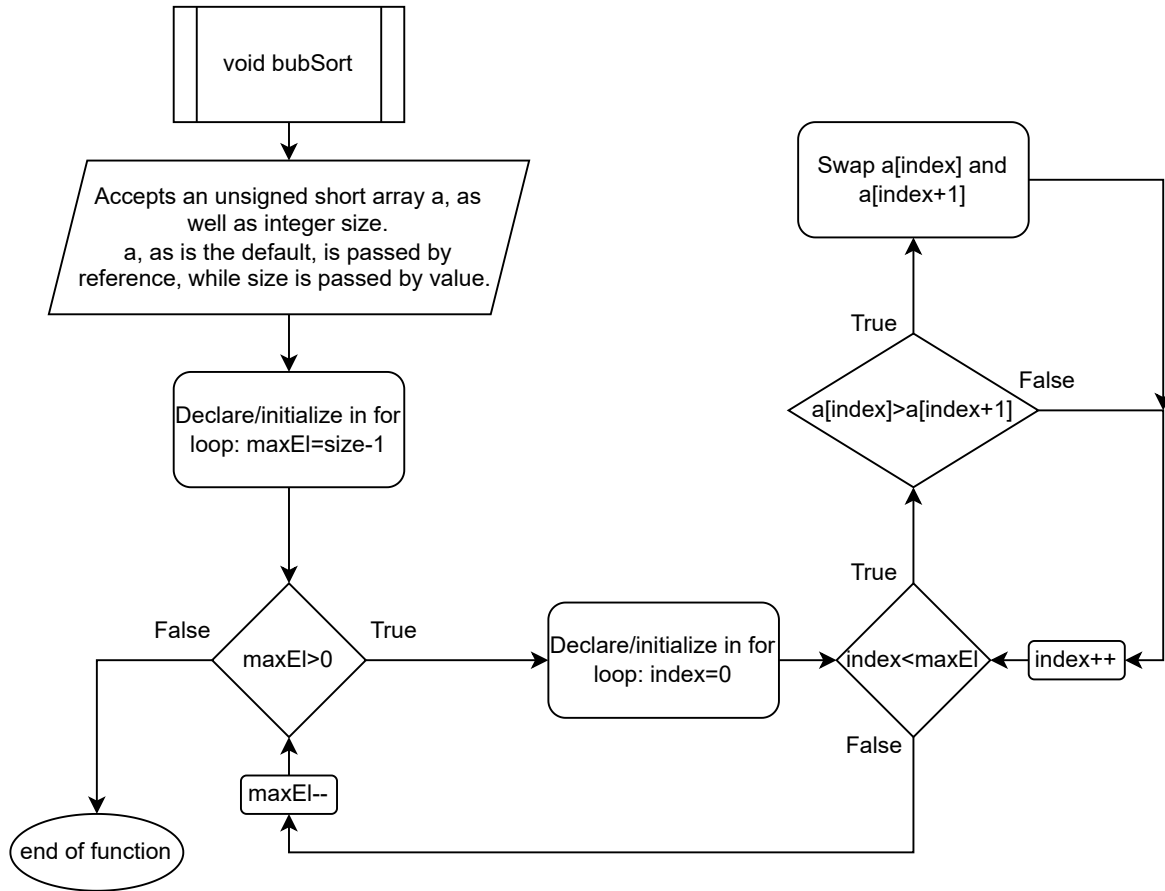 void bubSort
Accepts an unsigned short array a, as
well as integer size.
a, as is the default, is passed by
reference, while size is passed by value.
Declare/initialize in for
loop: maxEl=size-1
maxEl>0
False
True
Declare/initialize in for
loop: index=0
index<maxEl
True
False
a[index]>a[index+1]
True
False
Swap a[index] and
a[index+1]
index++
maxEl--
end of function